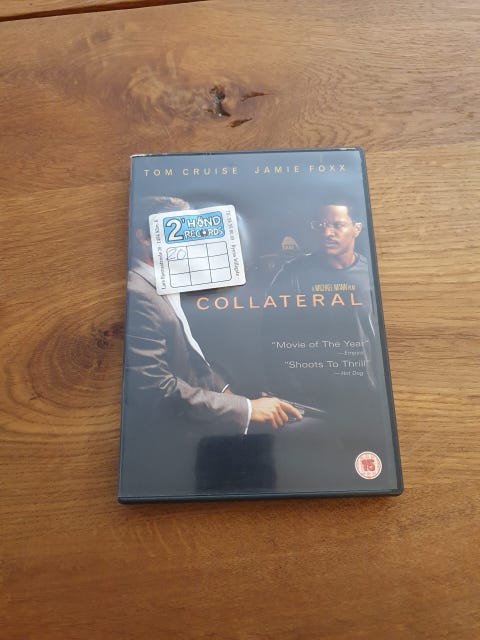 TOM CRUISE JAMIE FOXX
2' HAND
RECORDS
20
A MICHAEL MANN FILM
COLLATERAL
"Movie of The Year"
—Empire
"Shoots To Thrill"
—Hot Dog
15